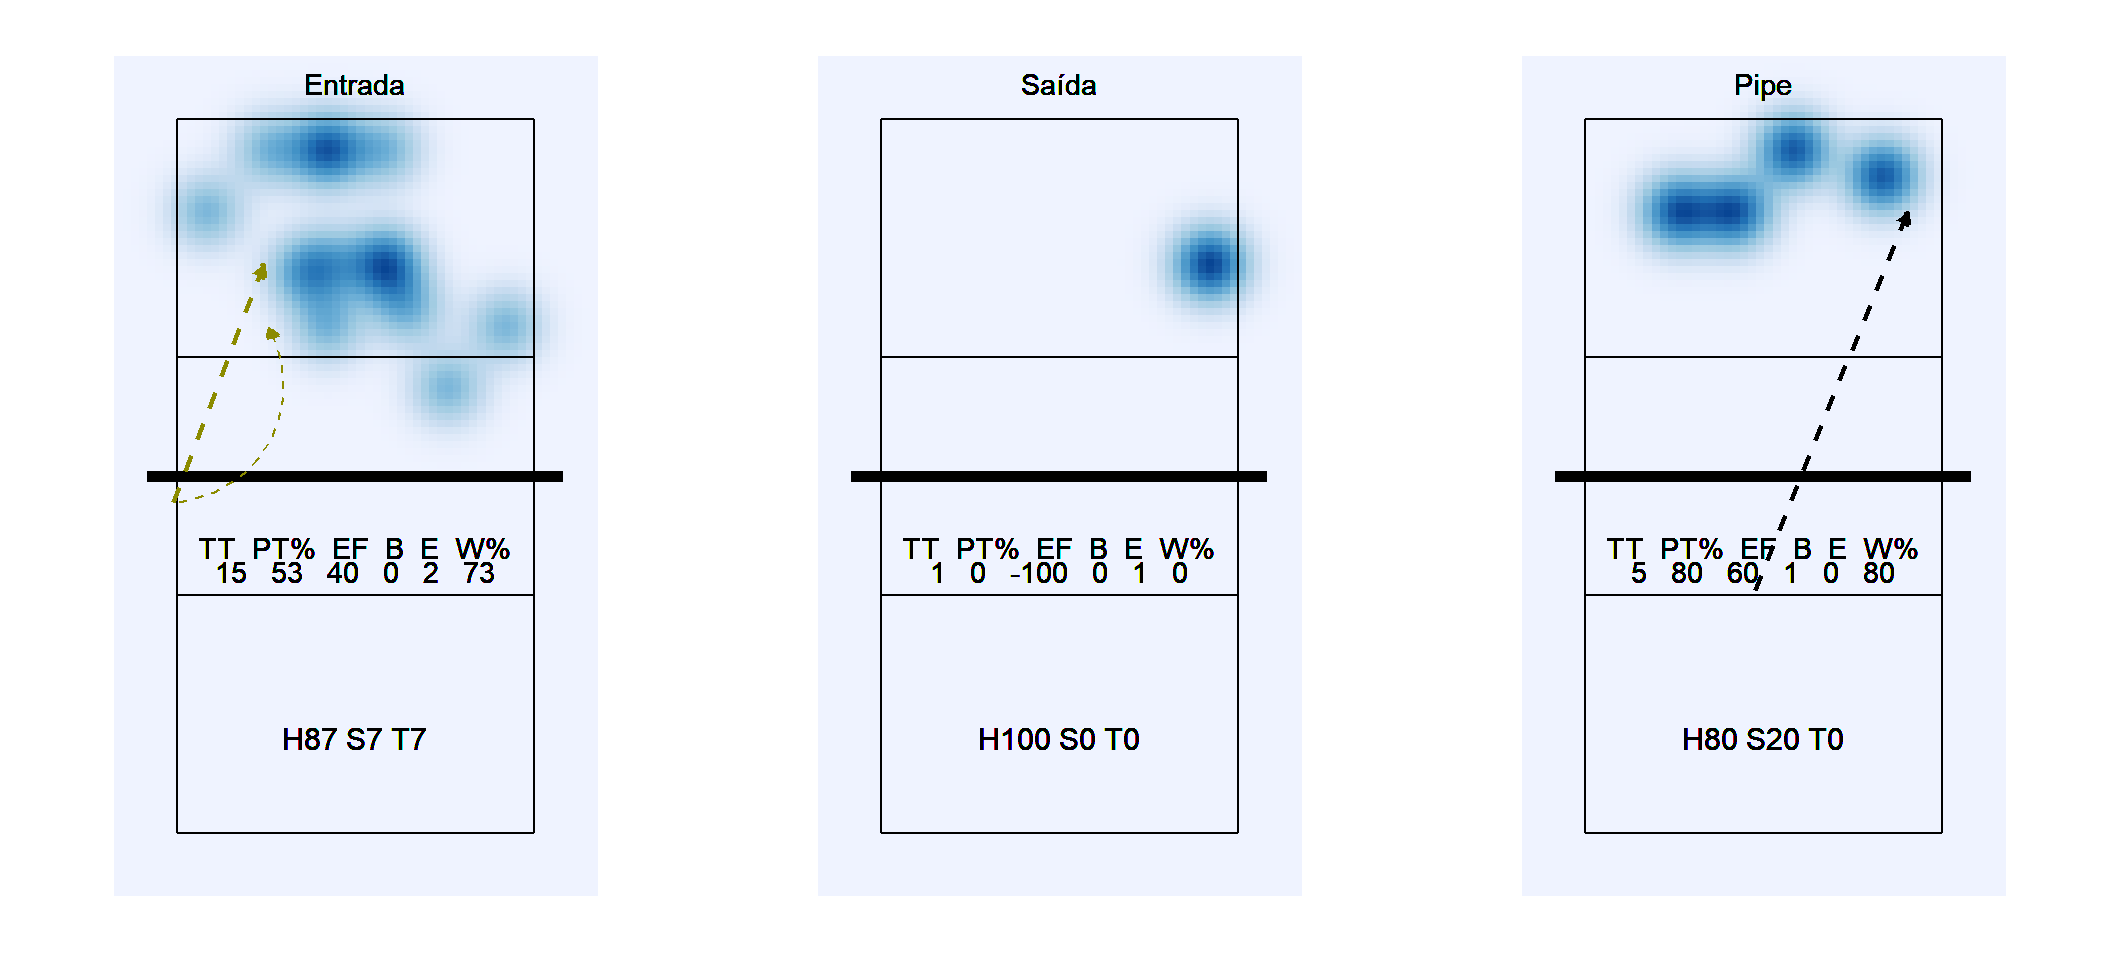 Entrada
TT PT% EF B E W%
15 53 40 0 2 73
H87 S7 T7
Saída
TT PT% EF B E W%
1 0 -100 0 1 0
H100 S0 T0
Pipe
TT PT% EF B E W%
5 80 60 1 0 80
H80 S20 T0